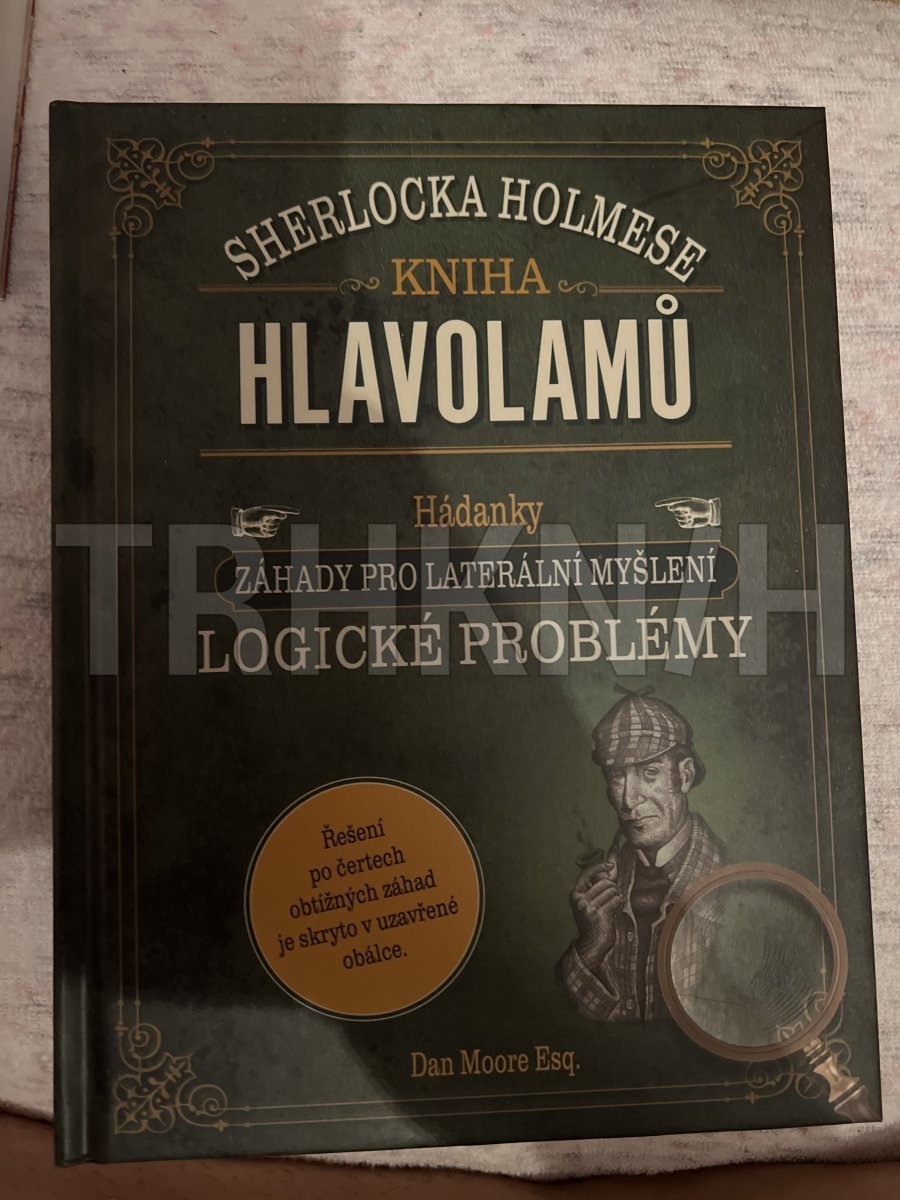 SHERLOCKA HOLMESE
KNIHA
HLAVOLAMŮ
Hádanky
ZÁHADY PRO LATERÁLNÍ MYŠLENÍ
LOGICKÉ PROBLÉMY
Řešení
po čertech
obtížných záhad
je skryto v uzavřené
obálce.
Dan Moore Esq.
TRHKN/H